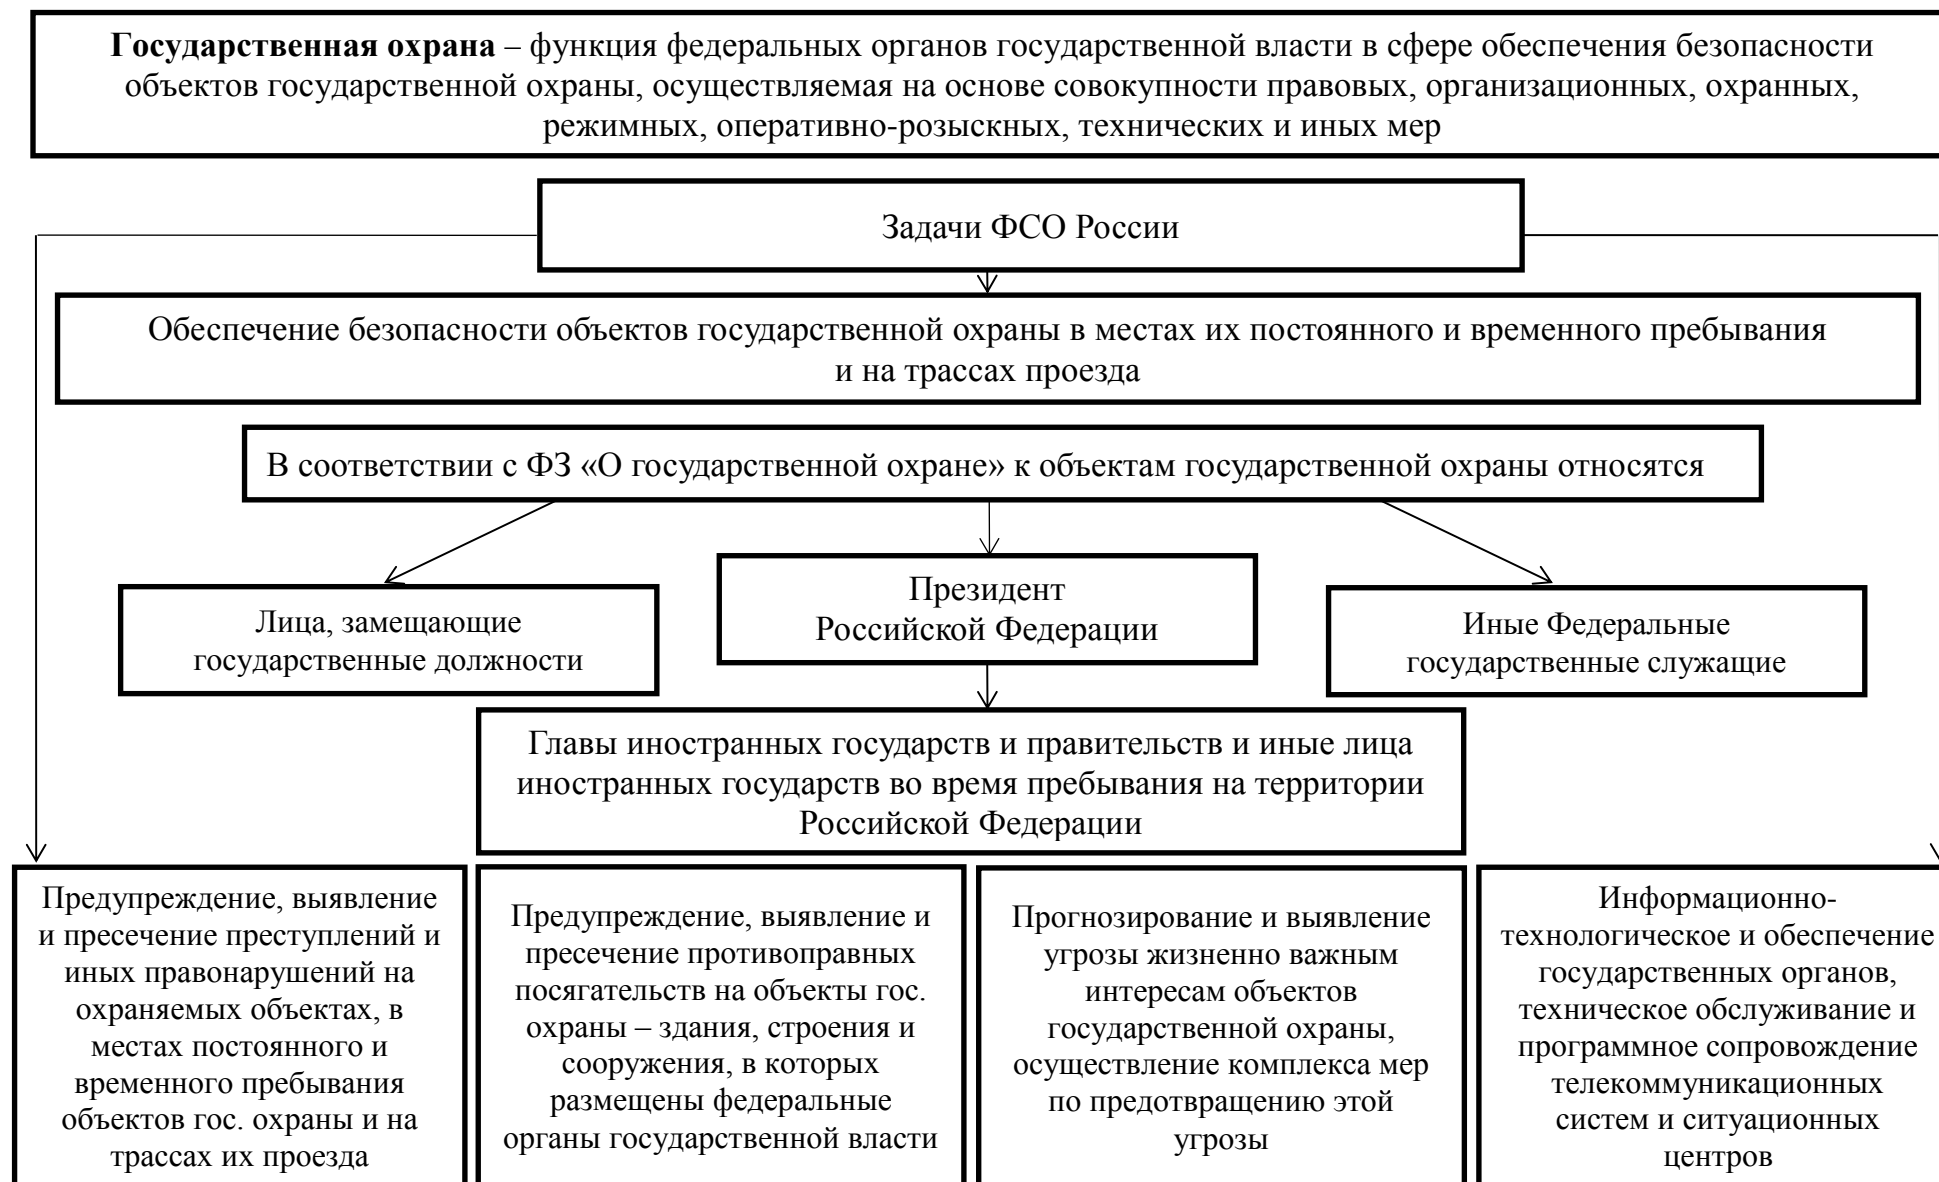 Государственная охрана – функция федеральных органов государственной власти в сфере обеспечения безопасности
объектов государственной охраны, осуществляемая на основе совокупности правовых, организационных, охранных,
режимных, оперативно-розыскных, технических и иных мер
Задачи ФСО России
Обеспечение безопасности объектов государственной охраны в местах их постоянного и временного пребывания
и на трассах проезда
В соответствии с ФЗ «О государственной охране» к объектам государственной охраны относятся
Лица, замещающие
государственные должности
Президент
Российской Федерации
Иные Федеральные
государственные служащие
Главы иностранных государств и правительств и иные лица
иностранных государств во время пребывания на территории
Российской Федерации
Предупреждение, выявление
и пресечение преступлений и
иных правонарушений на
охраняемых объектах, в
местах постоянного и
временного пребывания
объектов гос. охраны и на
трассах их проезда
Предупреждение, выявление и
пресечение противоправных
посягательств на объекты гос.
охраны – здания, строения и
сооружения, в которых
размещены федеральные
органы государственной власти
Прогнозирование и выявление
угрозы жизненно важным
интересам объектов
государственной охраны,
осуществление комплекса мер
по предотвращению этой
угрозы
Информационно-
технологическое и обеспечение
государственных органов,
техническое обслуживание и
программное сопровождение
телекоммуникационных
систем и ситуационных
центров